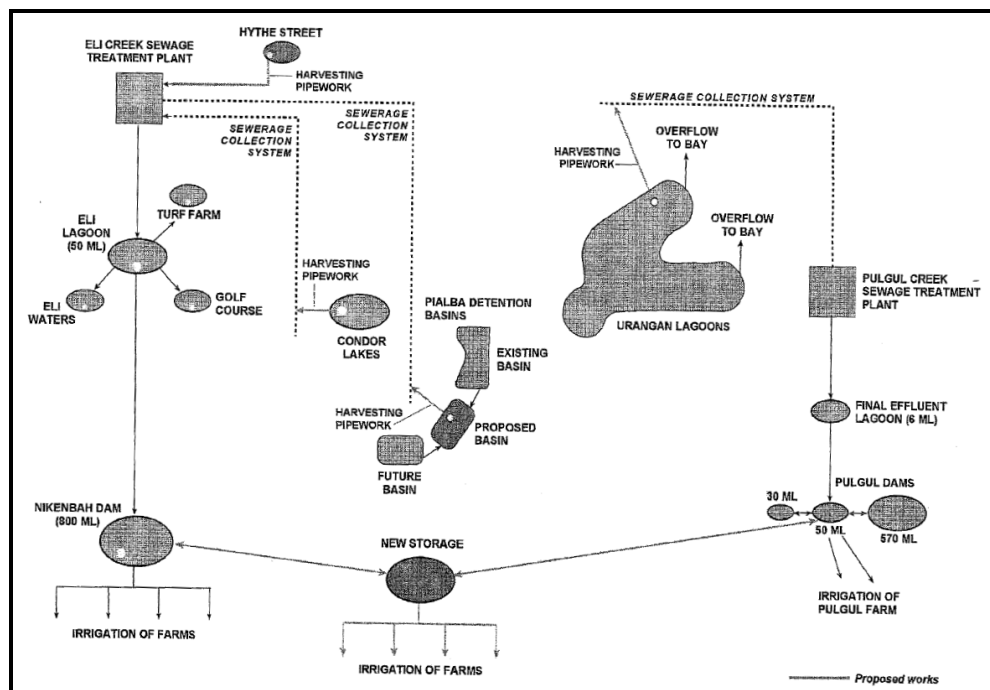 HYTHE STREET
ELI CREEK SEWAGE
TREATMENT PLANT
HARVESTING
PIPEWORK
SEWERAGE
COLLECTION
SYSTEM
SEWERAGE
COLLECTION
SYSTEM
SEWERAGE COLLECTION SYSTEM
HARVESTING
PIPEWORK
OVERFLOW
TO BAY
OVERFLOW
TO BAY
TURF FARM
ELI
LAGOON
(50 ML)
ELI
WATERS
GOLF
COURSE
HARVESTING
PIPEWORK
CONDOR
LAKES
PIALBA DETENTION
BASINS
EXISTING
BASIN
HARVESTING
PIPEWORK
PROPOSED
BASIN
FUTURE
BASIN
URANGAN LAGOONS
PULGUL CREEK
SEWAGE TREATMENT
PLANT
FINAL EFFLUENT
LAGOON (6 ML)
PULGUL DAMS
30 ML
50 ML
570 ML
IRRIGATION OF
PULGUL FARM
NIKENBAH DAM
(800 ML)
NEW STORAGE
IRRIGATION OF FARMS
IRRIGATION OF FARMS
Proposed works